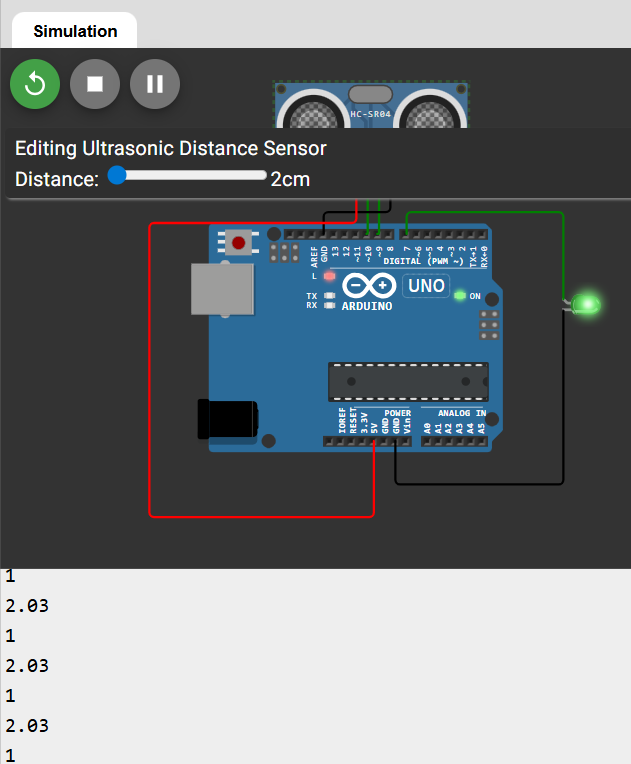 Simulation
HC-SR04
Editing Ultrasonic Distance Sensor
Distance: 2cm
AREF
GND
13
12
~11
~10
~9
8
7
~6
~5
4
~3
2
TX→1
RX←0
DIGITAL (PWM ~)
L
TX
RX
UNO
ON
ARDUINO
IOREF
RESET
3.3V
5V
GND
GND
Vin
POWER
ANALOG IN
A0
A1
A2
A3
A4
A5
1
2.03
1
2.03
1
2.03
1